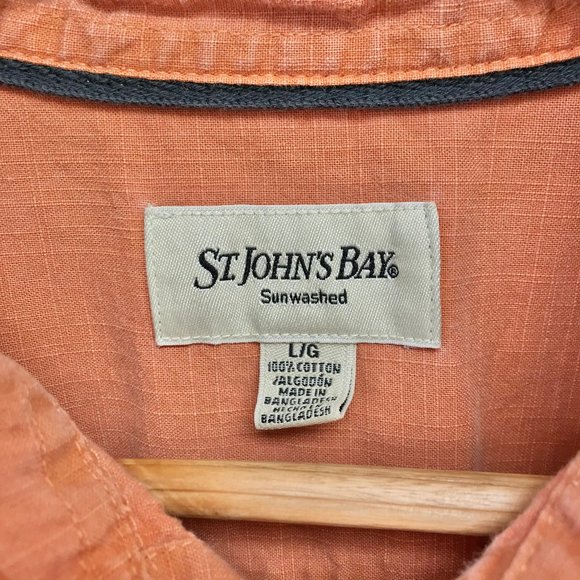 ST. JOHN'S BAY®
Sunwashed
L/G
100% COTTON
/ALGODÓN
MADE IN
BANGLADESH
HECHO EN
BANGLADESH